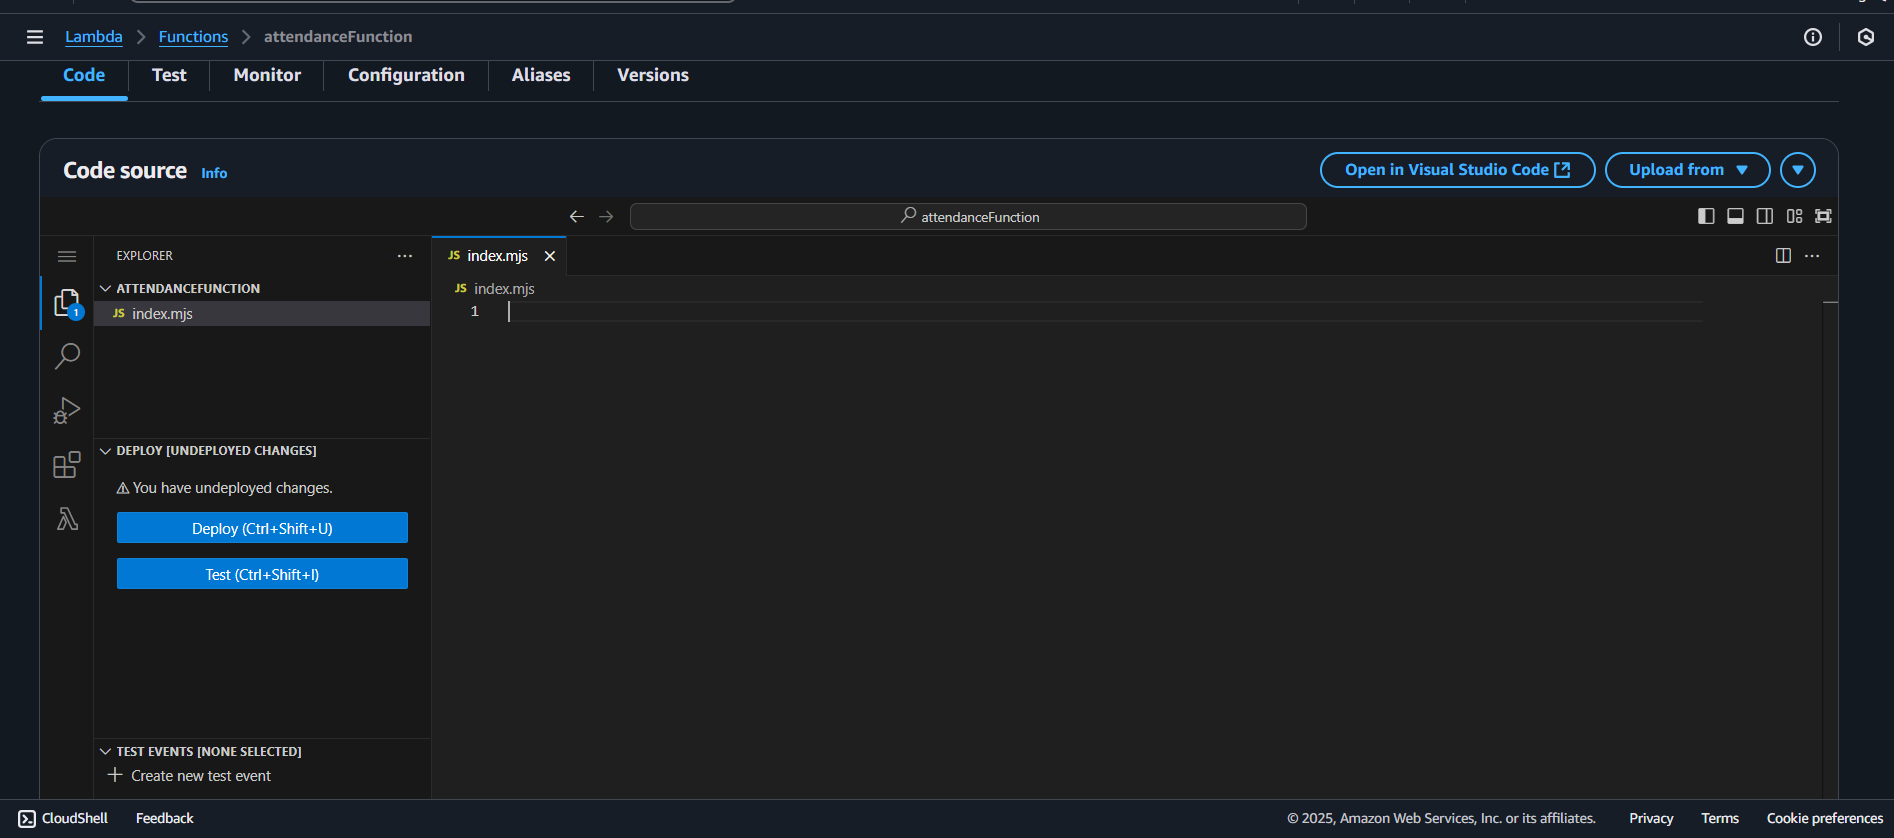 Lambda > Functions > attendanceFunction
Code Test Monitor Configuration Aliases Versions
Code source Info
Open in Visual Studio Code Upload from
attendanceFunction
EXPLORER
ATTENDANCEFUNCTION
JS index.mjs
1
DEPLOY [UNDEPLOYED CHANGES]
You have undeployed changes.
Deploy (Ctrl+Shift+U)
Test (Ctrl+Shift+I)
TEST EVENTS [NONE SELECTED]
Create new test event
JS index.mjs
JS index.mjs
1
CloudShell Feedback
© 2025, Amazon Web Services, Inc. or its affiliates. Privacy Terms Cookie preferences